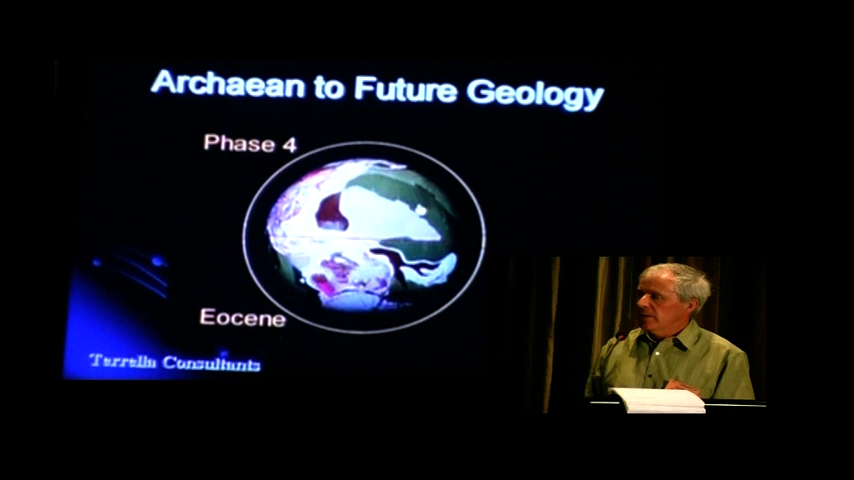 Archaean to Future Geology
Phase 4
Eocene
Terrella Consultants